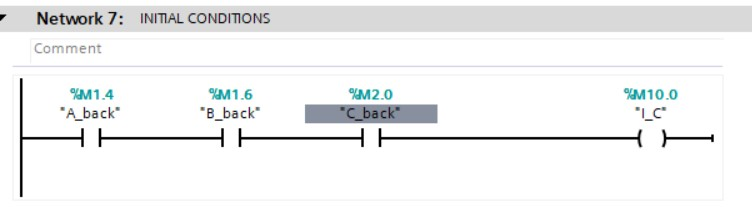 Network 7: INITIAL CONDITIONS
Comment
%M1.4 %M1.6 %M2.0 %M10.0
"A_back" "B_back" "C_back" "I_C"